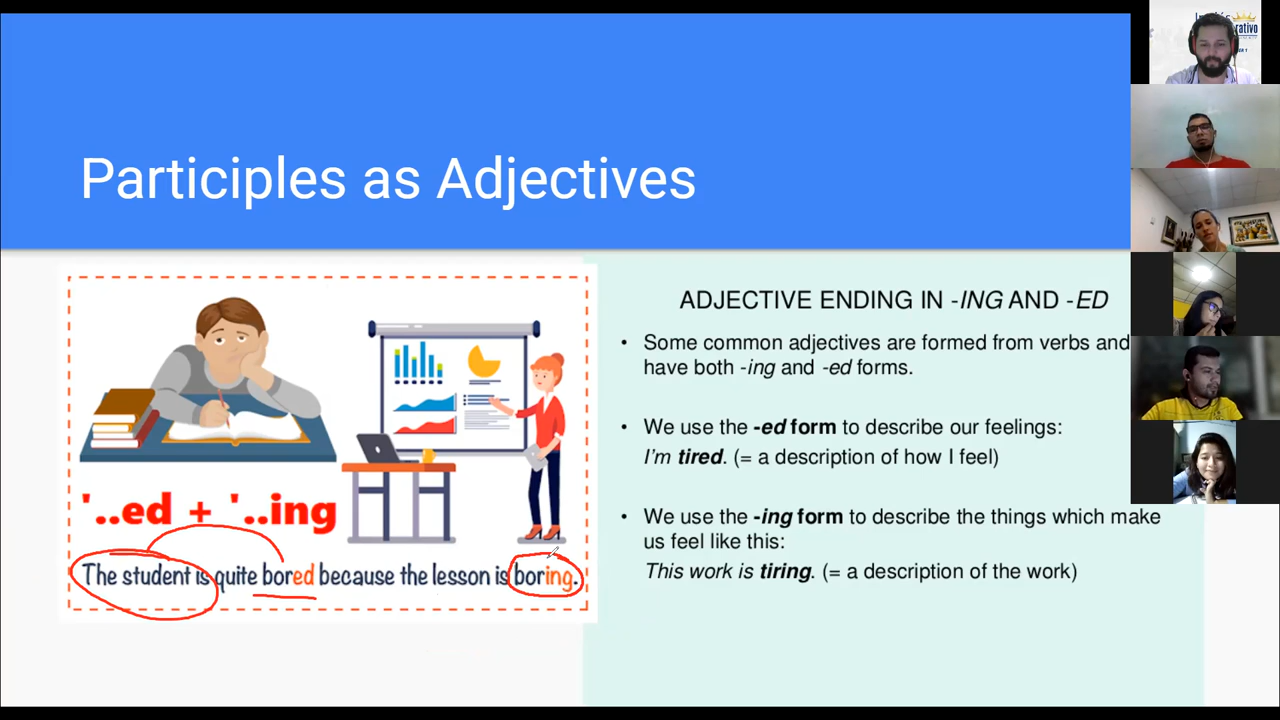 Participles as Adjectives
'..ed + '..ing
The student is quite bored because the lesson is boring.
ADJECTIVE ENDING IN -ING AND -ED
• Some common adjectives are formed from verbs and
have both -ing and -ed forms.
• We use the -ed form to describe our feelings:
I'm tired. (= a description of how I feel)
• We use the -ing form to describe the things which make
us feel like this:
This work is tiring. (= a description of the work)